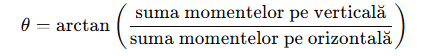 θ = arctan ( suma momentelor pe verticală / suma momentelor pe orizontală )